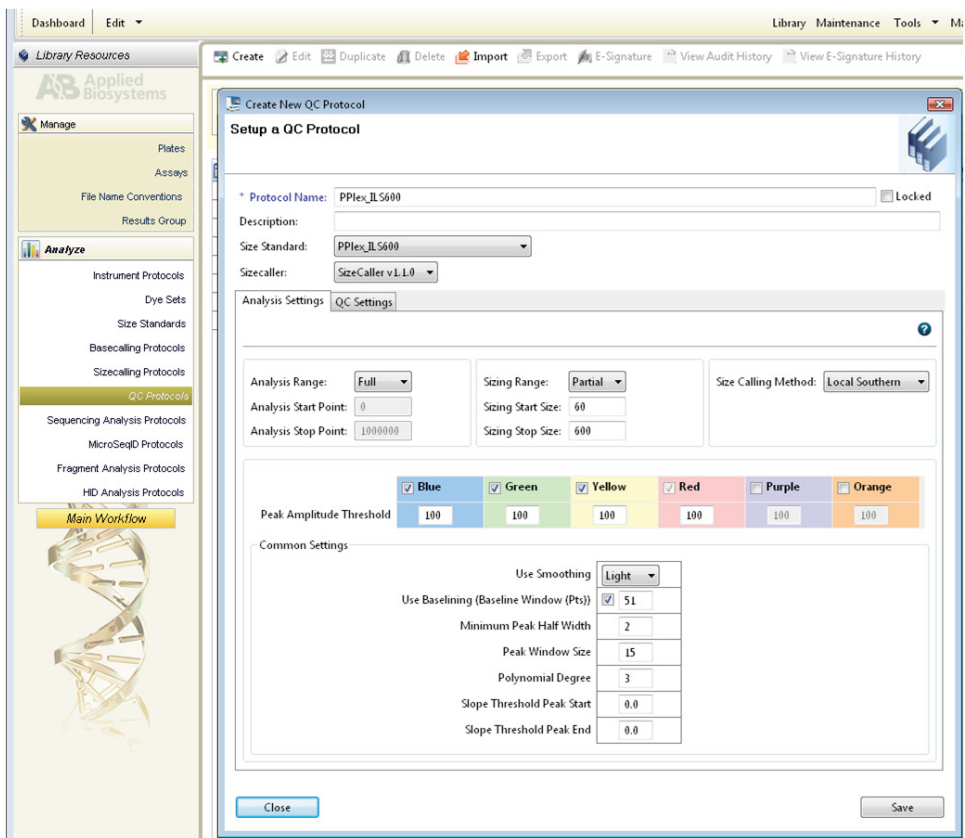 Dashboard Edit Library Maintenance Tools Ma
Library Resources
Create Edit Duplicate Delete Import Export E-Signature View Audit History View E-Signature History
AB Applied
Biosystems
Manage
Plates
Assays
File Name Conventions
Results Group
Analyze
Instrument Protocols
Dye Sets
Size Standards
Basecalling Protocols
Sizecalling Protocols
QC Protocols
Sequencing Analysis Protocols
MicroSeqID Protocols
Fragment Analysis Protocols
HID Analysis Protocols
Main Workflow
Create New QC Protocol
Setup a QC Protocol
* Protocol Name: PPlex_ILS600 Locked
Description:
Size Standard: PPlex_ILS600
Sizecaller: SizeCaller v1.1.0
Analysis Settings QC Settings
Analysis Range: Full Sizing Range: Partial Size Calling Method: Local Southern
Analysis Start Point: 0 Sizing Start Size: 60
Analysis Stop Point: 1000000 Sizing Stop Size: 600
Blue Green Yellow Red Purple Orange
Peak Amplitude Threshold 100 100 100 100 100 100
Common Settings
Use Smoothing Light
Use Baselining (Baseline Window (Pts)) 51
Minimum Peak Half Width 2
Peak Window Size 15
Polynomial Degree 3
Slope Threshold Peak Start 0.0
Slope Threshold Peak End 0.0
Close Save